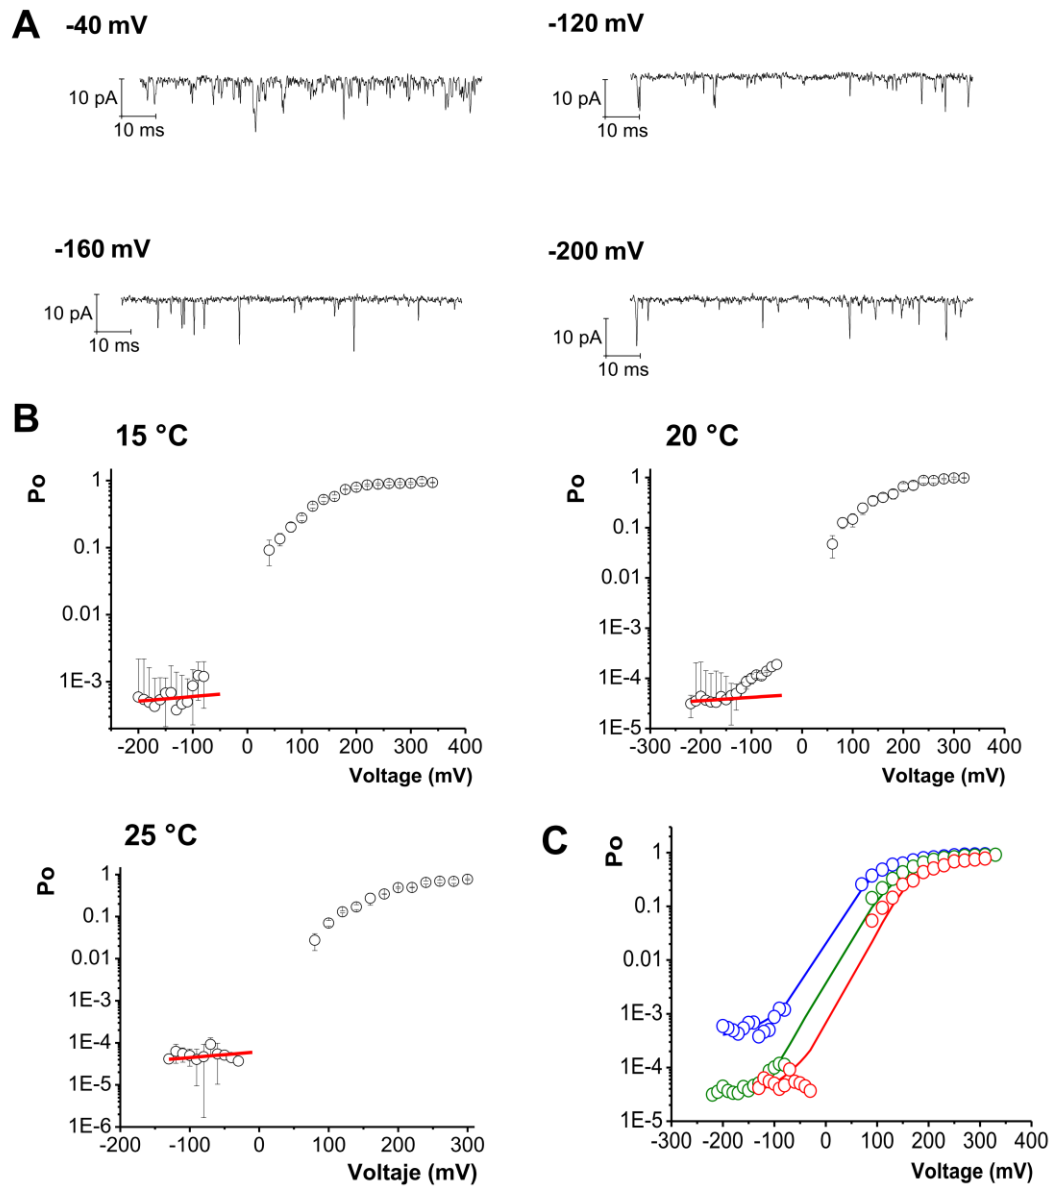 A
-40 mV
-120 mV
10 pA
10 ms
10 pA
10 ms
-160 mV
-200 mV
10 pA
10 ms
10 pA
10 ms
B
15 °C
20 °C
Po
1
0.1
0.01
1E-3
-200 -100 0 100 200 300 400
Voltage (mV)
Po
1
0.1
0.01
1E-3
1E-4
1E-5
-300 -200 -100 0 100 200 300 400
Voltage (mV)
25 °C
Po
1
0.1
0.01
1E-3
1E-4
1E-5
1E-6
-200 -100 0 100 200 300
Voltaje (mV)
C
Po
1
0.1
0.01
1E-3
1E-4
1E-5
-300 -200 -100 0 100 200 300 400
Voltage (mV)